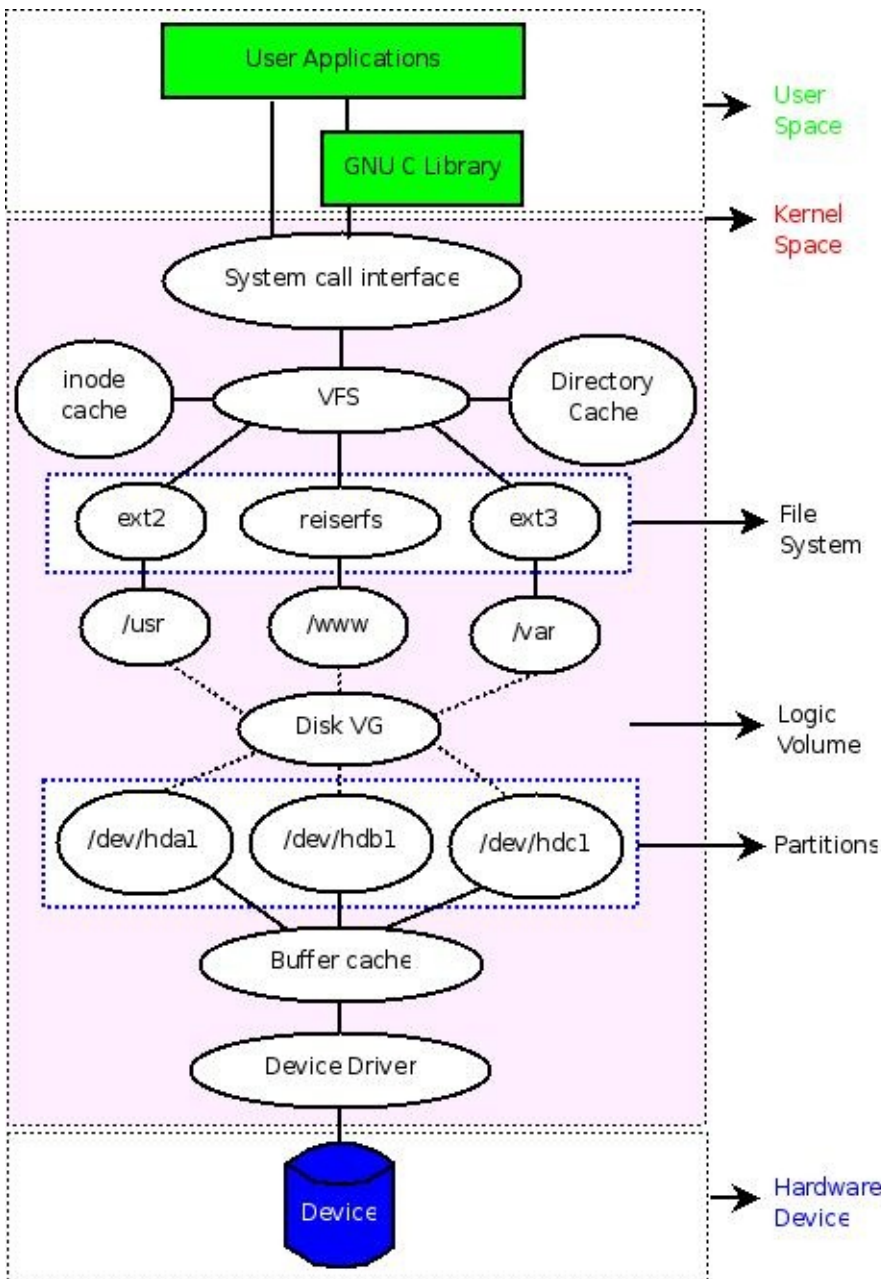 User Applications
User
Space
GNU C Library
Kernel
Space
System call interface
inode
cache
VFS
Directory
Cache
ext2
reiserfs
ext3
File
System
/usr
/www
/var
Disk VG
Logic
Volume
/dev/hda1
/dev/hdb1
/dev/hdc1
Partitions
Buffer cache
Device Driver
Device
Hardware
Device